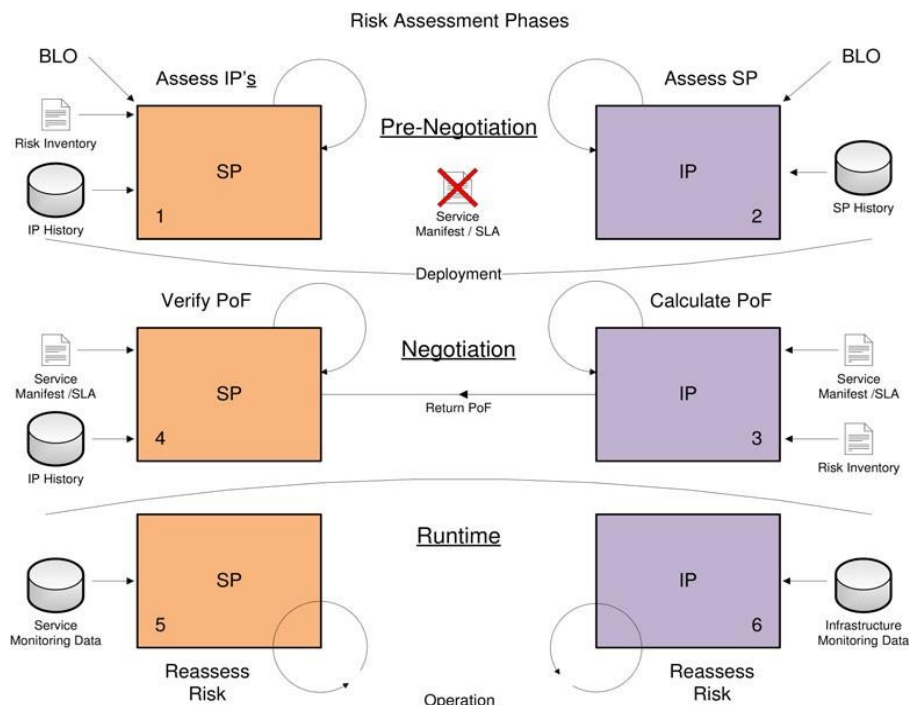 Risk Assessment Phases
BLO
Assess IP's
Assess SP
BLO
Risk Inventory
Pre-Negotiation
SP
IP
IP History
1
Service
Manifest / SLA
2
SP History
Deployment
Verify PoF
Calculate PoF
Service
Manifest /SLA
Negotiation
Service
Manifest /SLA
SP
Return PoF
IP
IP History
4
3
Risk Inventory
Runtime
SP
IP
Service
Monitoring Data
5
6
Infrastructure
Monitoring Data
Reassess
Risk
Operation
Reassess
Risk